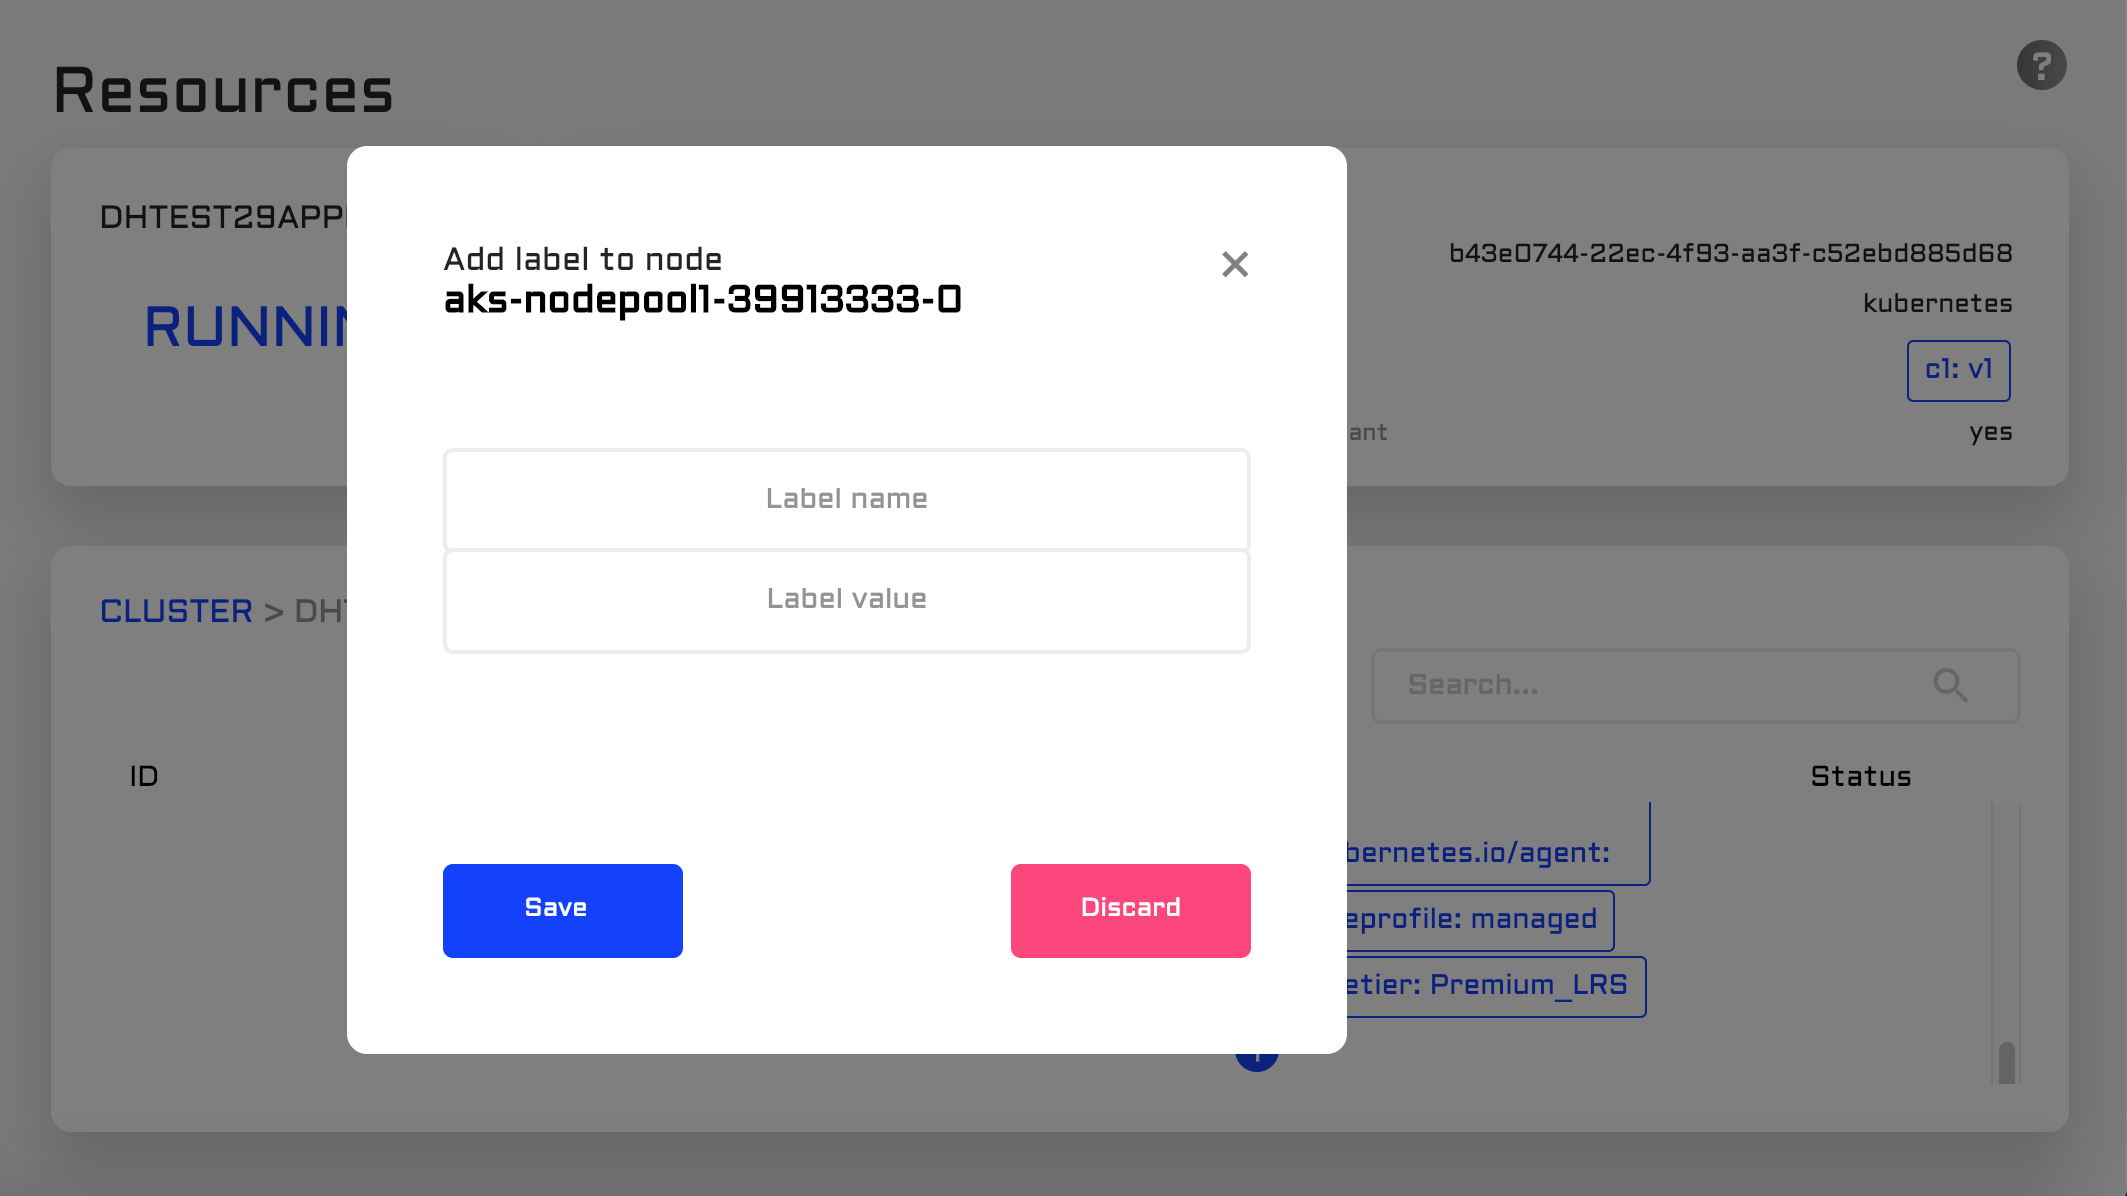 Resources
?
DHTEST29APP
RUNNIN
b43e0744-22ec-4f93-aa3f-c52ebd885d68
kubernetes
c1: v1
ant
yes
Add label to node
aks-nodepool1-39913333-0
Label name
Label value
Save
Discard
CLUSTER > DH
Search...
ID
Status
bernetes.io/agent:
eprofile: managed
etier: Premium_LRS